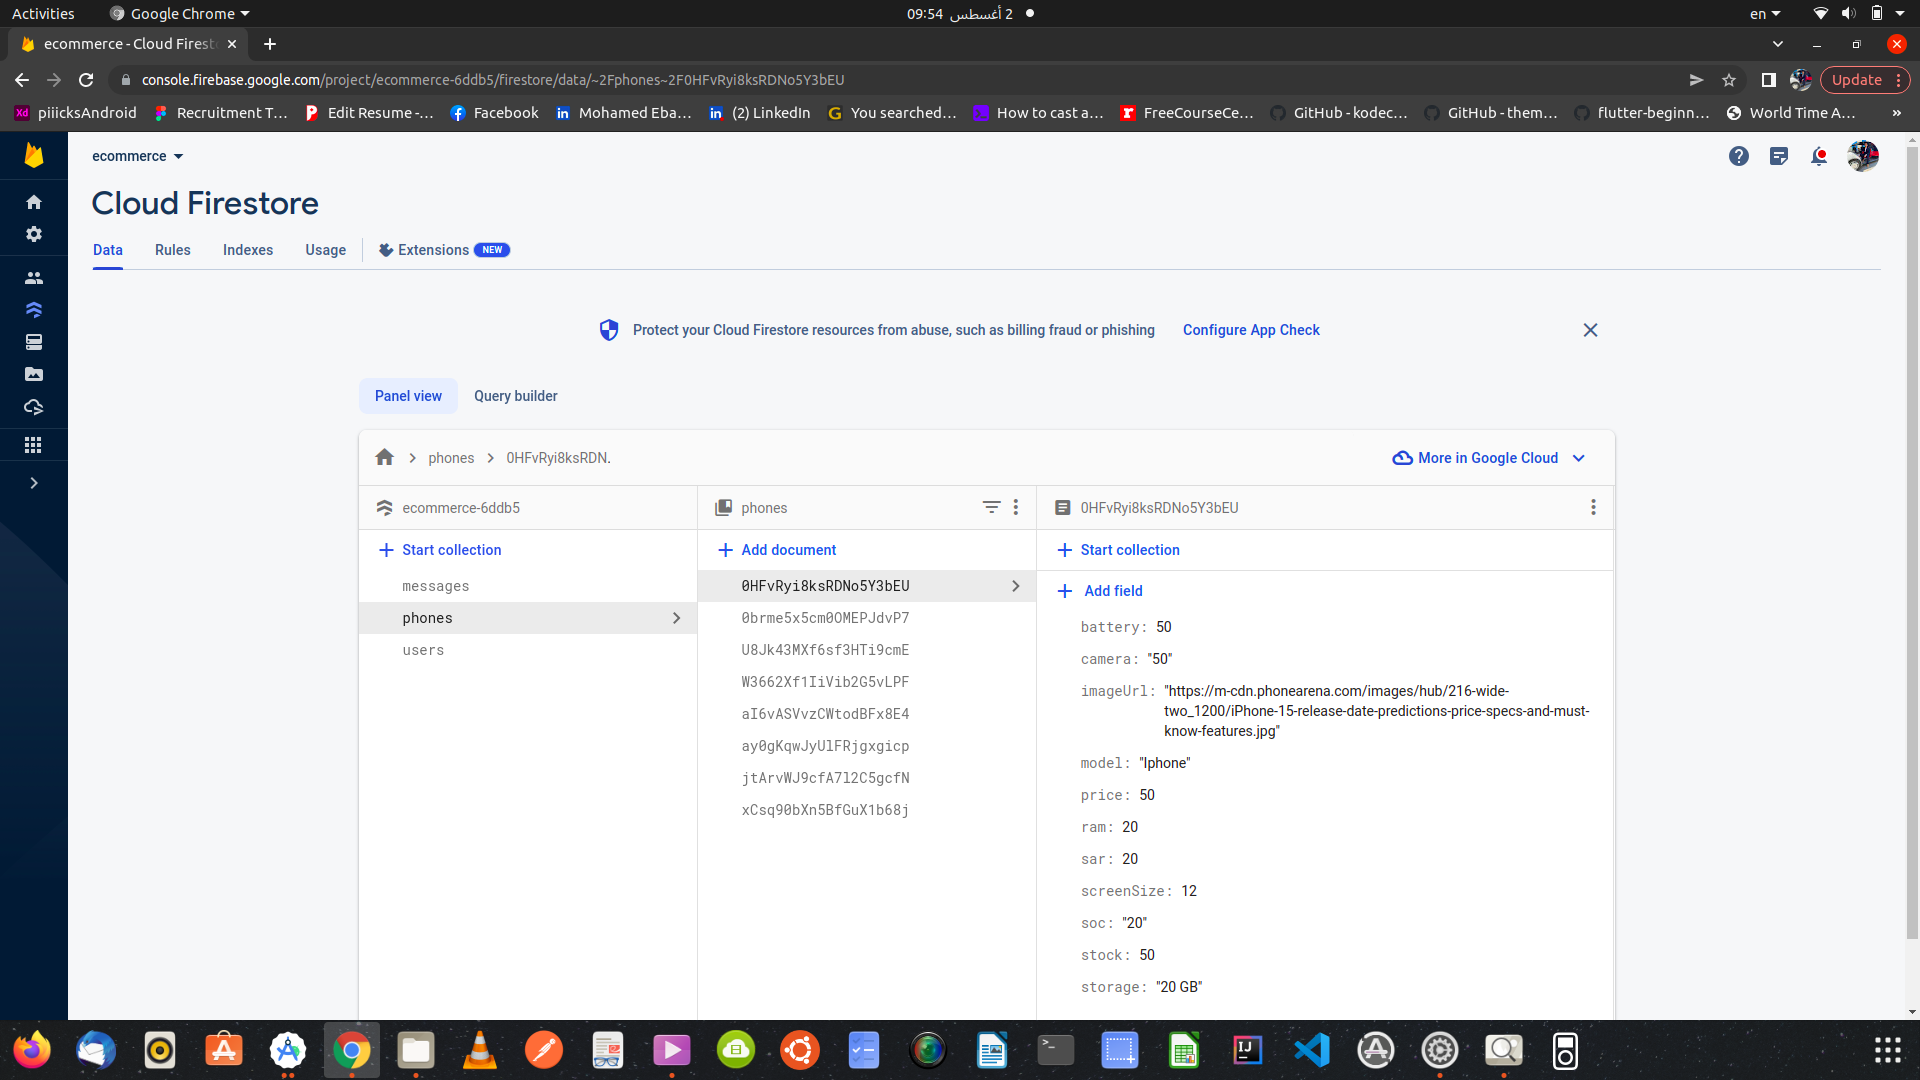 Activities
Google Chrome
2 أغسطس 09:54
en
ecommerce - Cloud Firest
console.firebase.google.com/project/ecommerce-6ddb5/firestore/data/~2Fphones~2F0HFvRyi8ksRDNo5Y3bEU
Update
piiicksAndroid
Recruitment T...
Edit Resume -...
Facebook
Mohamed Eba...
(2) LinkedIn
You searched...
How to cast a...
FreeCourseCe...
GitHub - kodec...
GitHub - them...
flutter-beginn...
World Time A...
»
ecommerce
Cloud Firestore
Data
Rules
Indexes
Usage
Extensions NEW
Protect your Cloud Firestore resources from abuse, such as billing fraud or phishing
Configure App Check
Panel view
Query builder
phones
0HFvRyi8ksRDN.
More in Google Cloud
ecommerce-6ddb5
phones
0HFvRyi8ksRDNo5Y3bEU
Start collection
messages
phones
users
Add document
0HFvRyi8ksRDNo5Y3bEU
0brme5x5cm0OMEPJdvP7
U8Jk43MXf6sf3HTi9cmE
W3662Xf1IiVib2G5vLPF
aI6vASVvzCWtodBFx8E4
ay0gKqwJyUlFRjgxgicp
jtArvWJ9cfA7l2C5gcfN
xCsq90bXn5BfGuX1b68j
Start collection
Add field
battery: 50
camera: "50"
imageUrl: "https://m-cdn.phonearena.com/images/hub/216-wide-
two_1200/iPhone-15-release-date-predictions-price-specs-and-must-
know-features.jpg"
model: "Iphone"
price: 50
ram: 20
sar: 20
screenSize: 12
soc: "20"
stock: 50
storage: "20 GB"